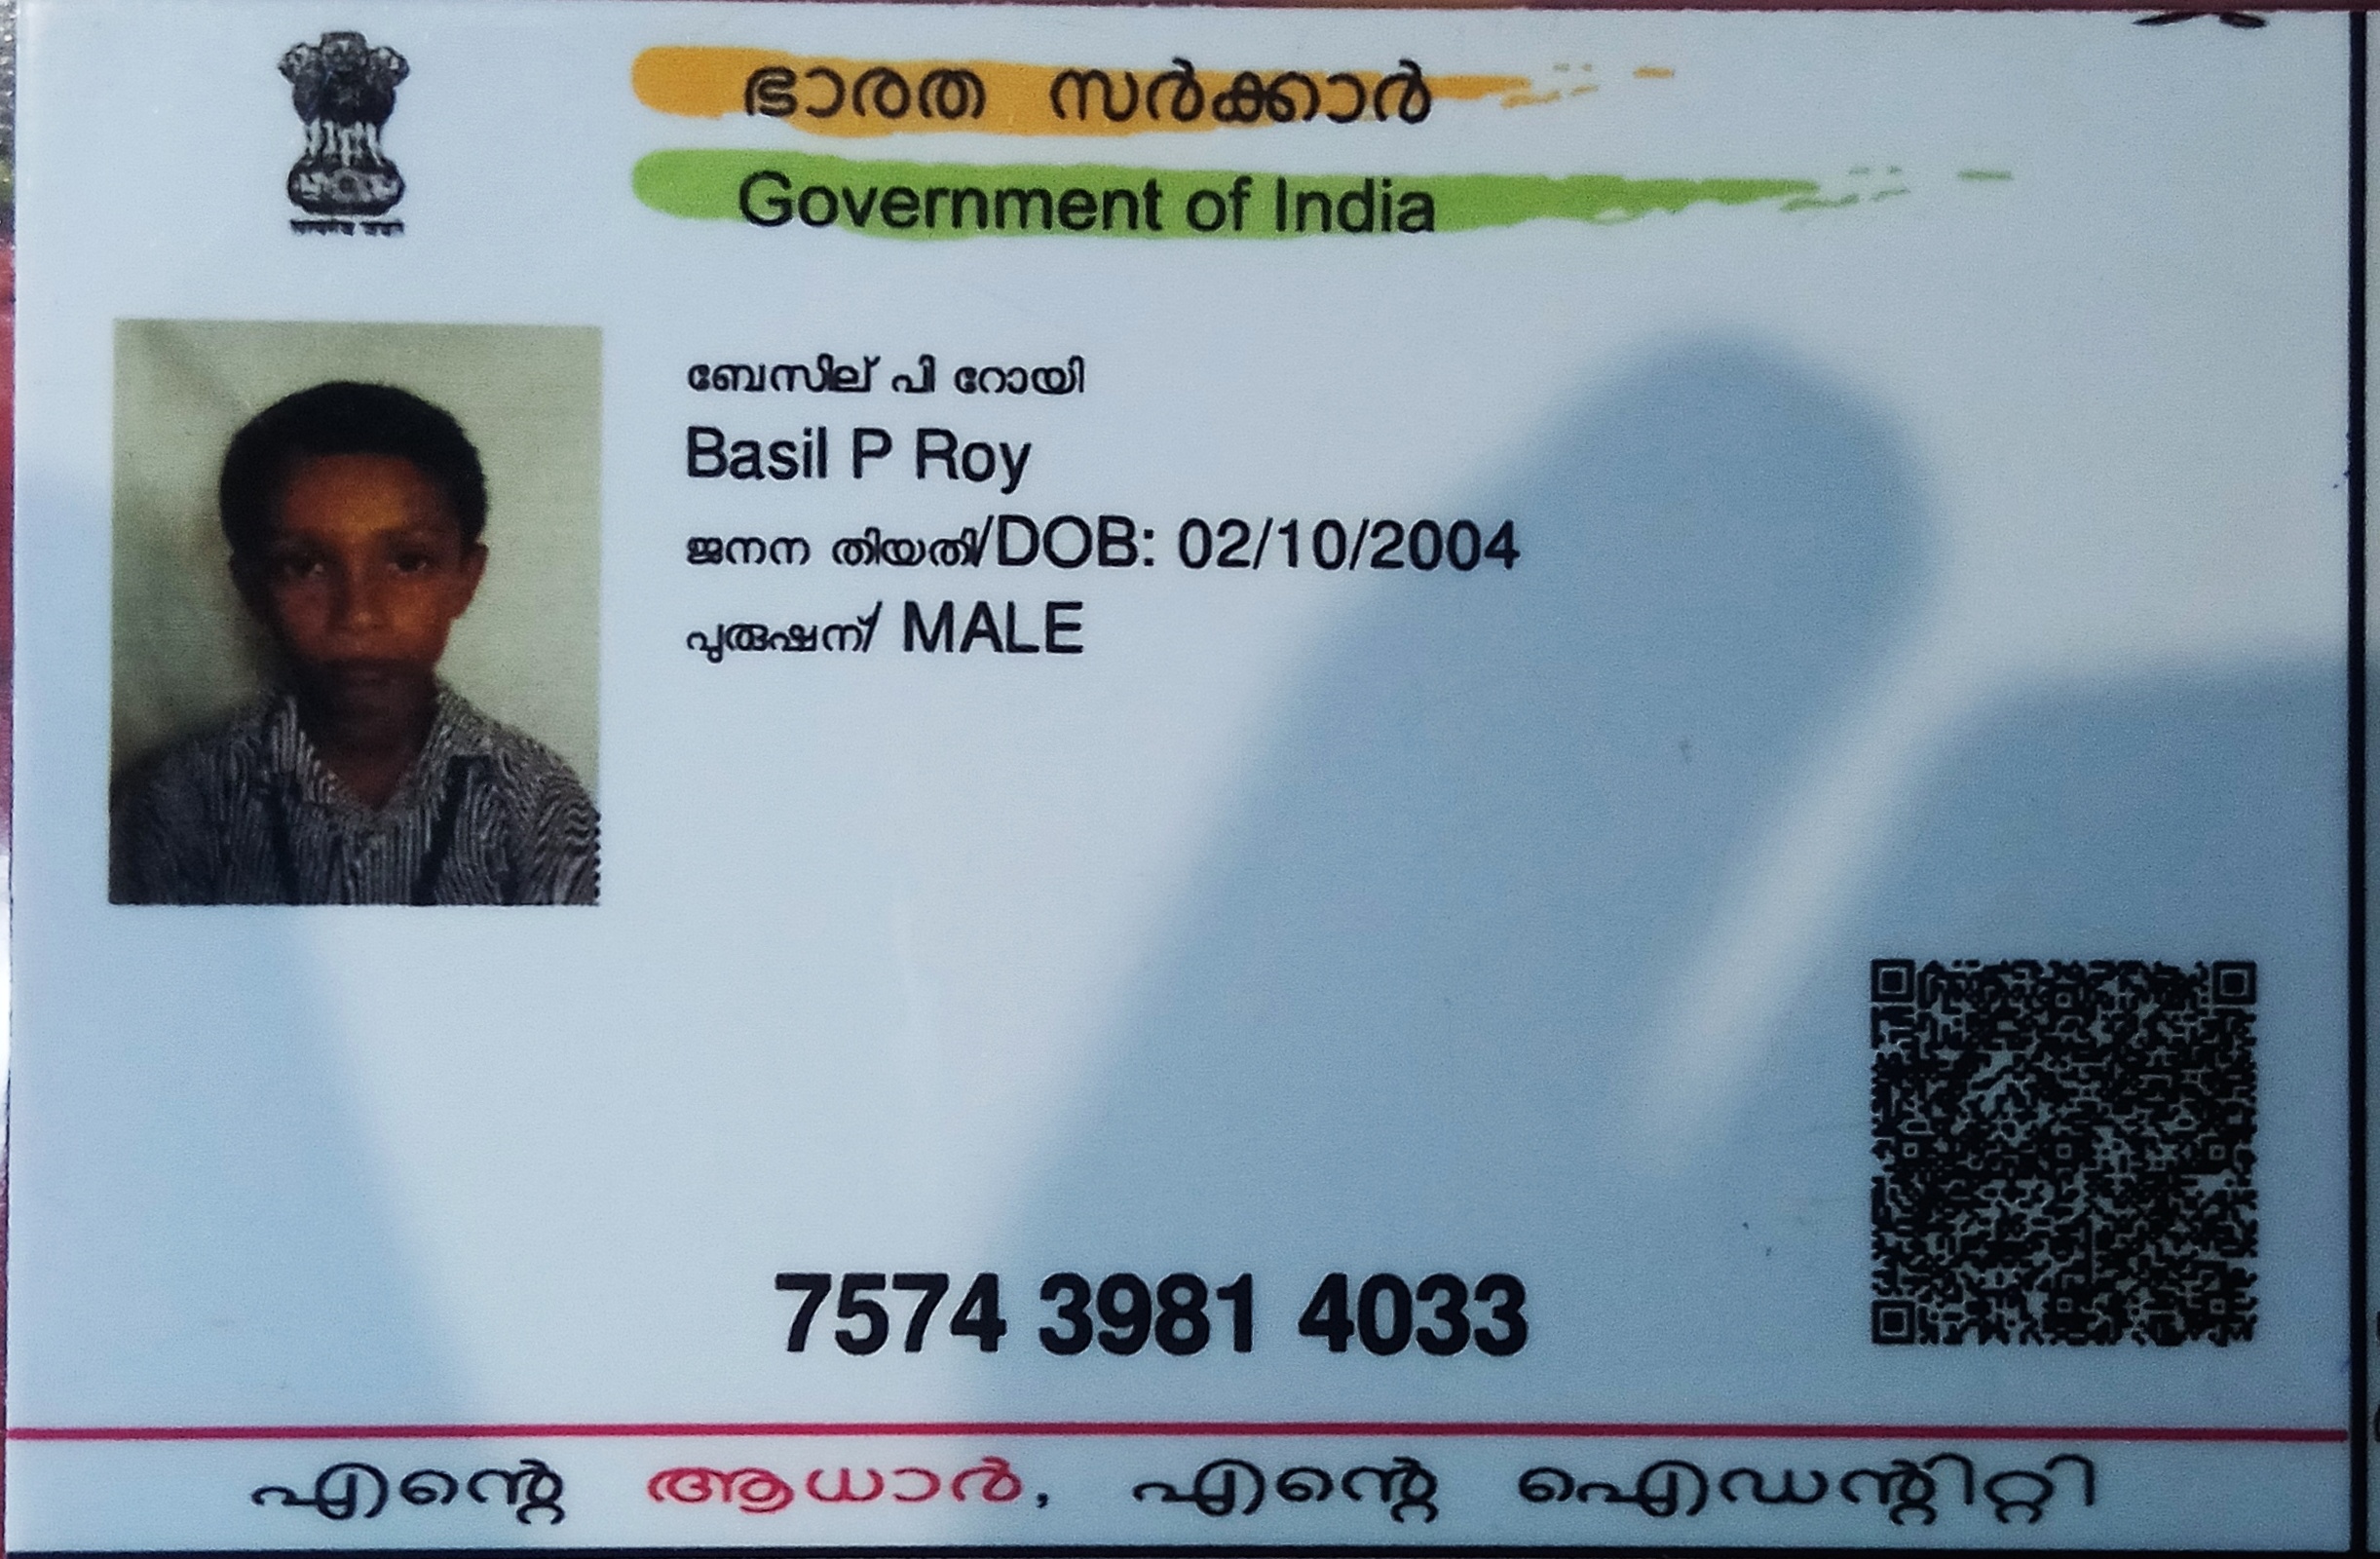 ഭാരത സർക്കാർ
Government of India
ബേസില് പി റോയി
Basil P Roy
ജനന തിയതി/DOB: 02/10/2004
പുരുഷന്/ MALE
7574 3981 4033
എന്റെ ആധാർ, എന്റെ ഐഡന്റിറ്റി